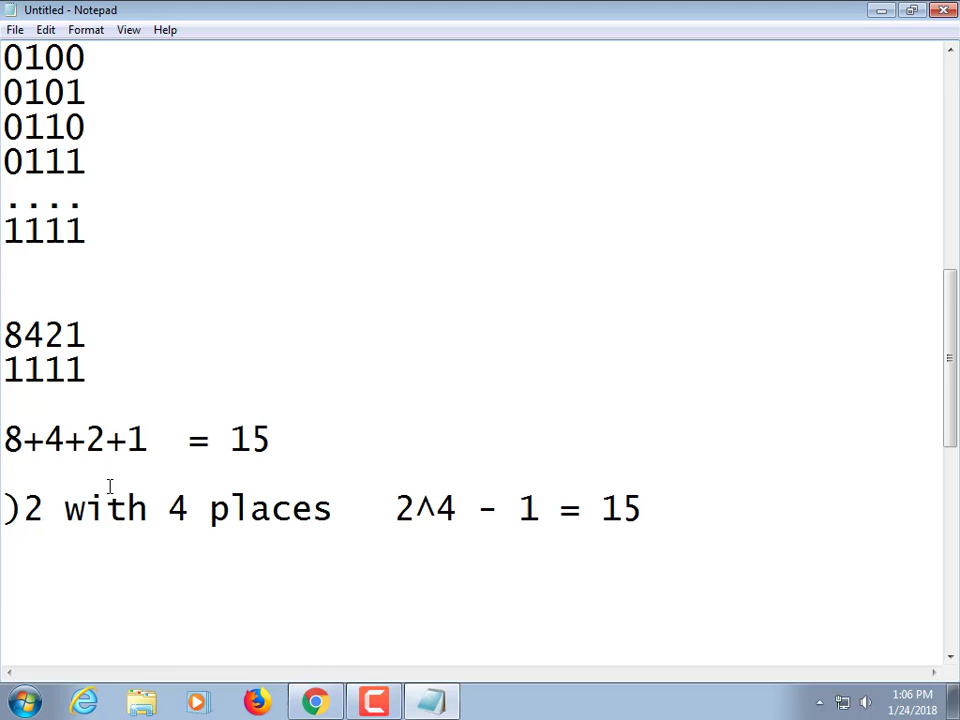 Untitled - Notepad
File Edit Format View Help
0100
0101
0110
0111
....
1111
8421
1111
8+4+2+1  = 15
)2 with 4 places   2^4 - 1 = 15
1:06 PM
1/24/2018